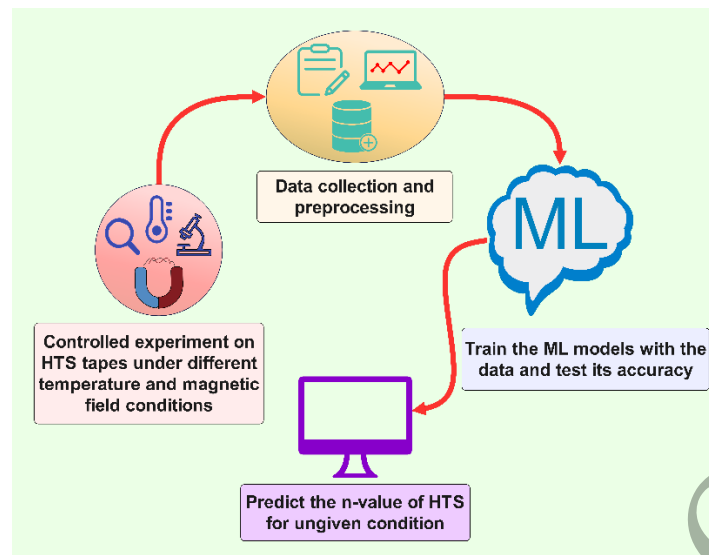 Data collection and
preprocessing
ML
Controlled experiment on
HTS tapes under different
temperature and magnetic
field conditions
Train the ML models with the
data and test its accuracy
Predict the n-value of HTS
for ungiven condition